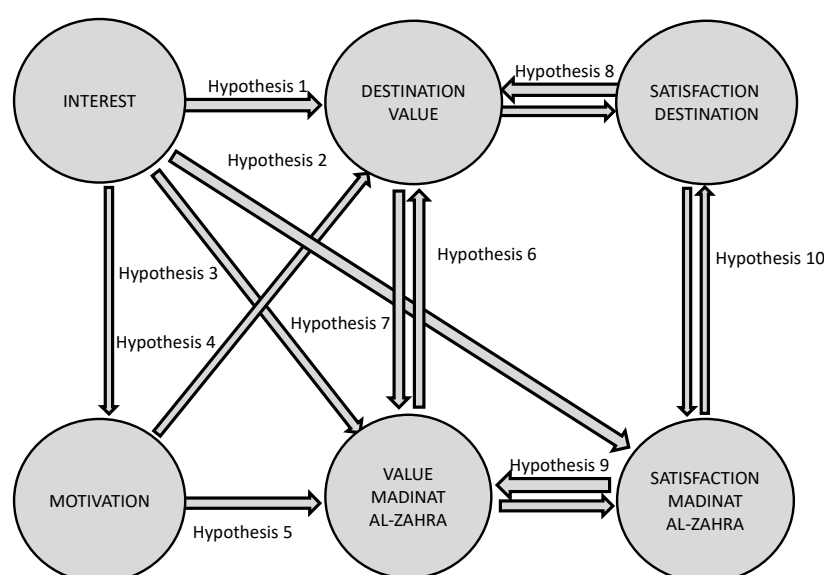 INTEREST
Hypothesis 1
DESTINATION
VALUE
Hypothesis 8
SATISFACTION
DESTINATION
Hypothesis 2
Hypothesis 3
Hypothesis 6
Hypothesis 10
Hypothesis 4
Hypothesis 7
MOTIVATION
Hypothesis 5
VALUE
MADINAT
AL-ZAHRA
Hypothesis 9
SATISFACTION
MADINAT
AL-ZAHRA